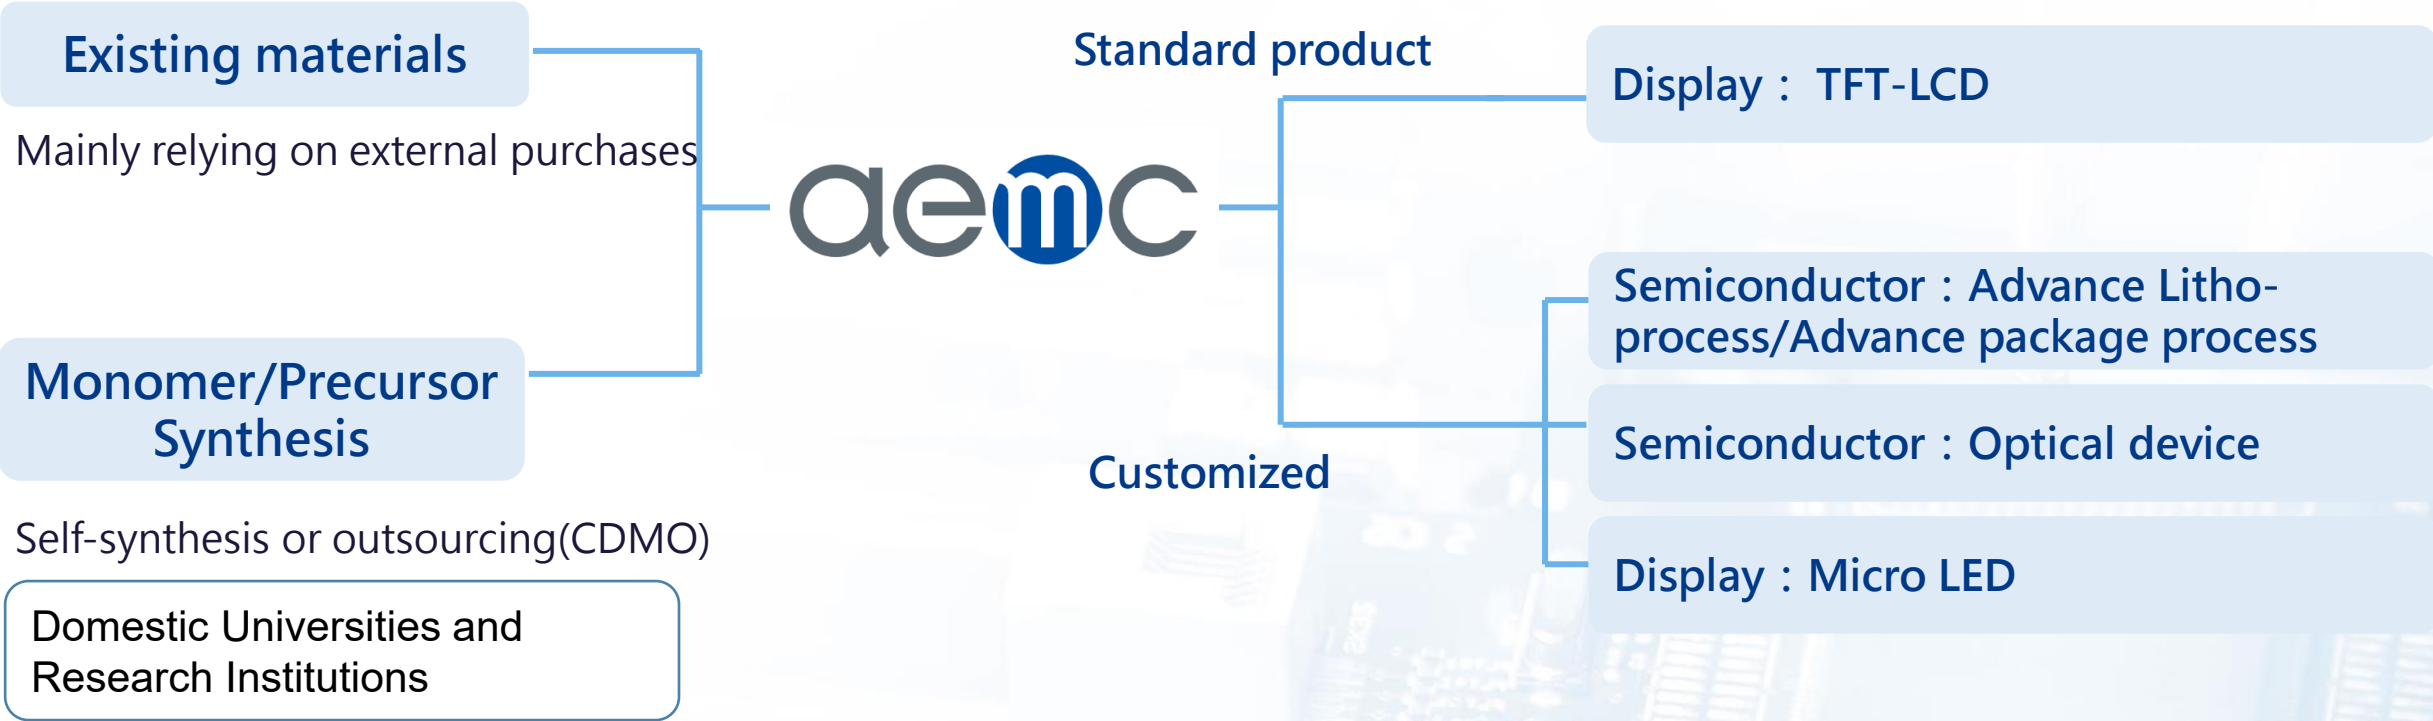 Existing materials
Mainly relying on external purchases
Monomer/Precursor
Synthesis
Self-synthesis or outsourcing(CDMO)
Domestic Universities and
Research Institutions
aemc
Standard product
Customized
Display： TFT-LCD
Semiconductor：Advance Litho-
process/Advance package process
Semiconductor：Optical device
Display：Micro LED